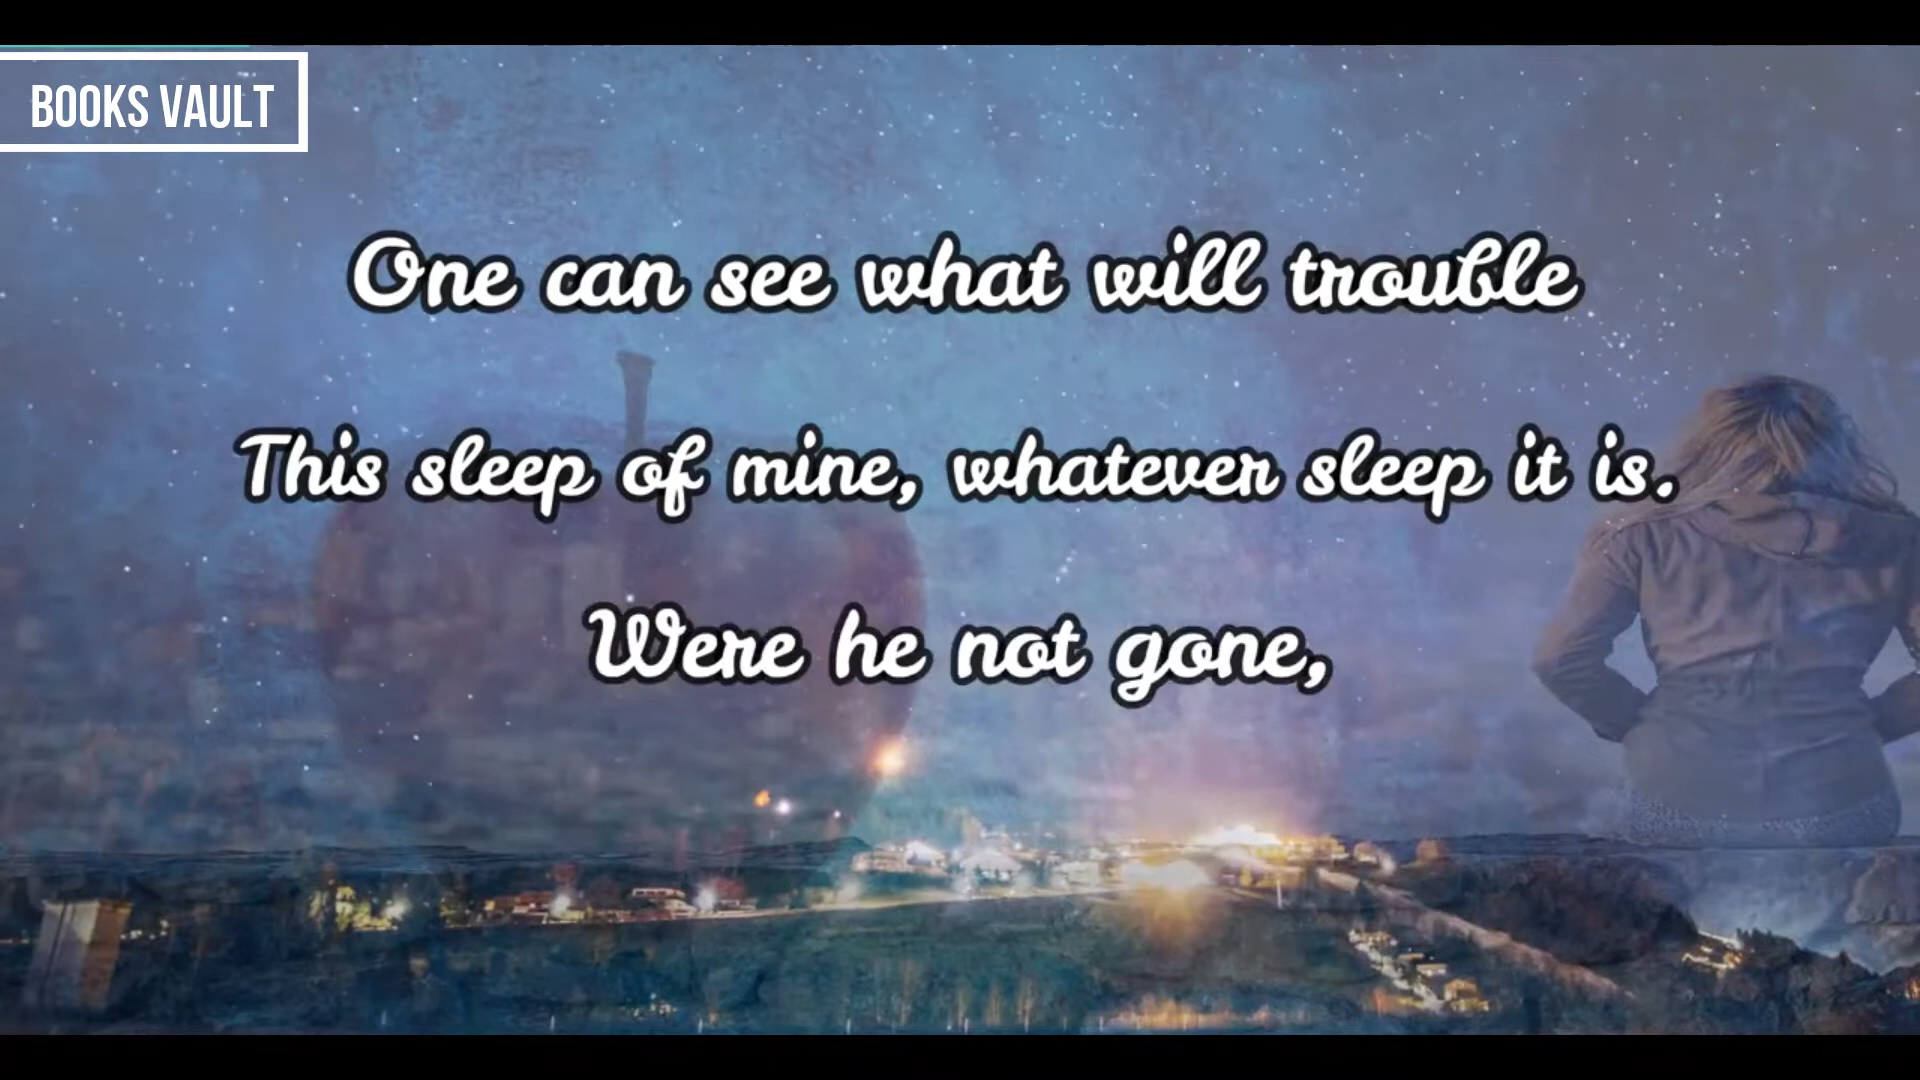 BOOKS VAULT
One can see what will trouble
This sleep of mine, whatever sleep it is.
Were he not gone,